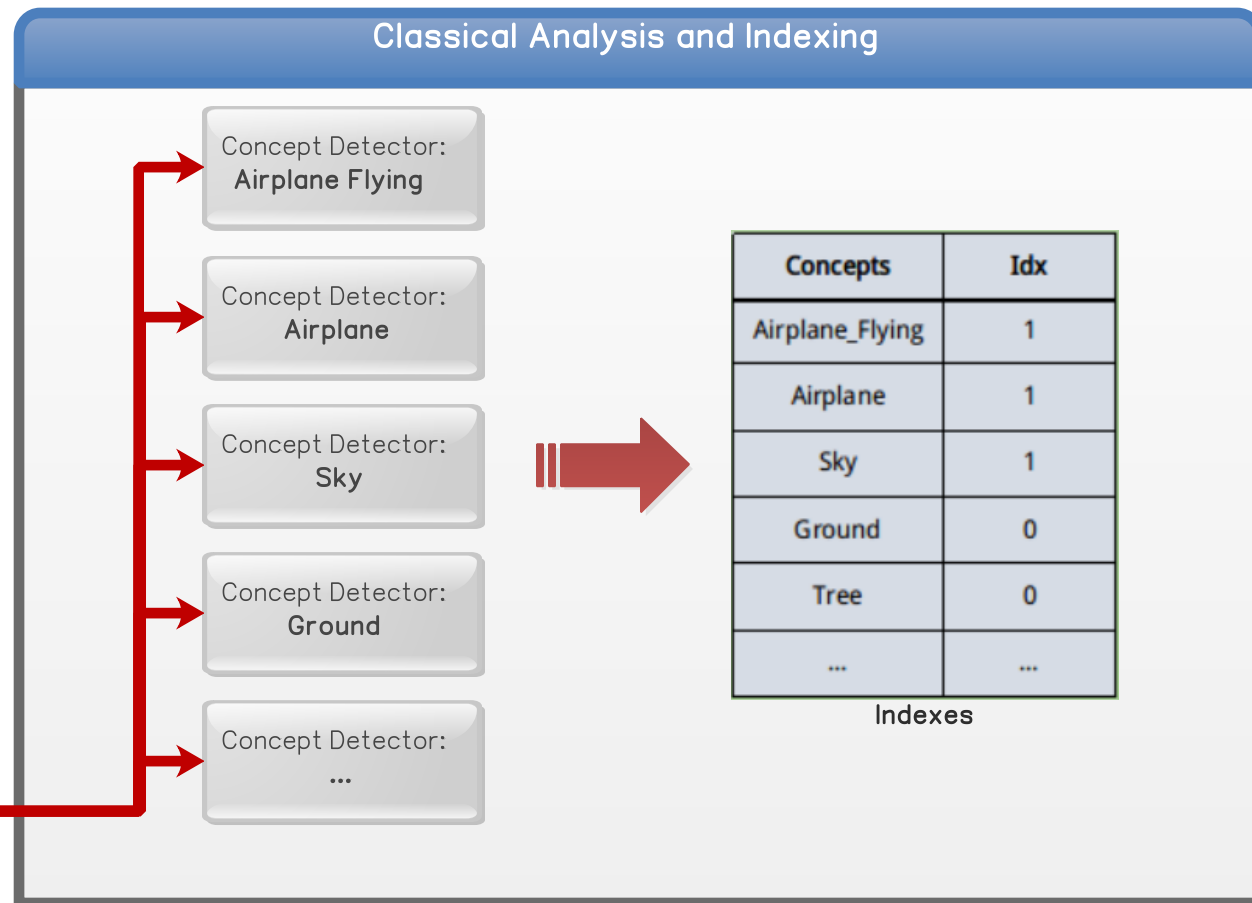 Classical Analysis and Indexing
Concept Detector:
Airplane Flying
Concept Detector:
Airplane
Concept Detector:
Sky
Concept Detector:
Ground
Concept Detector:
...
Concepts Idx
Airplane_Flying 1
Airplane 1
Sky 1
Ground 0
Tree 0
... ...
Indexes